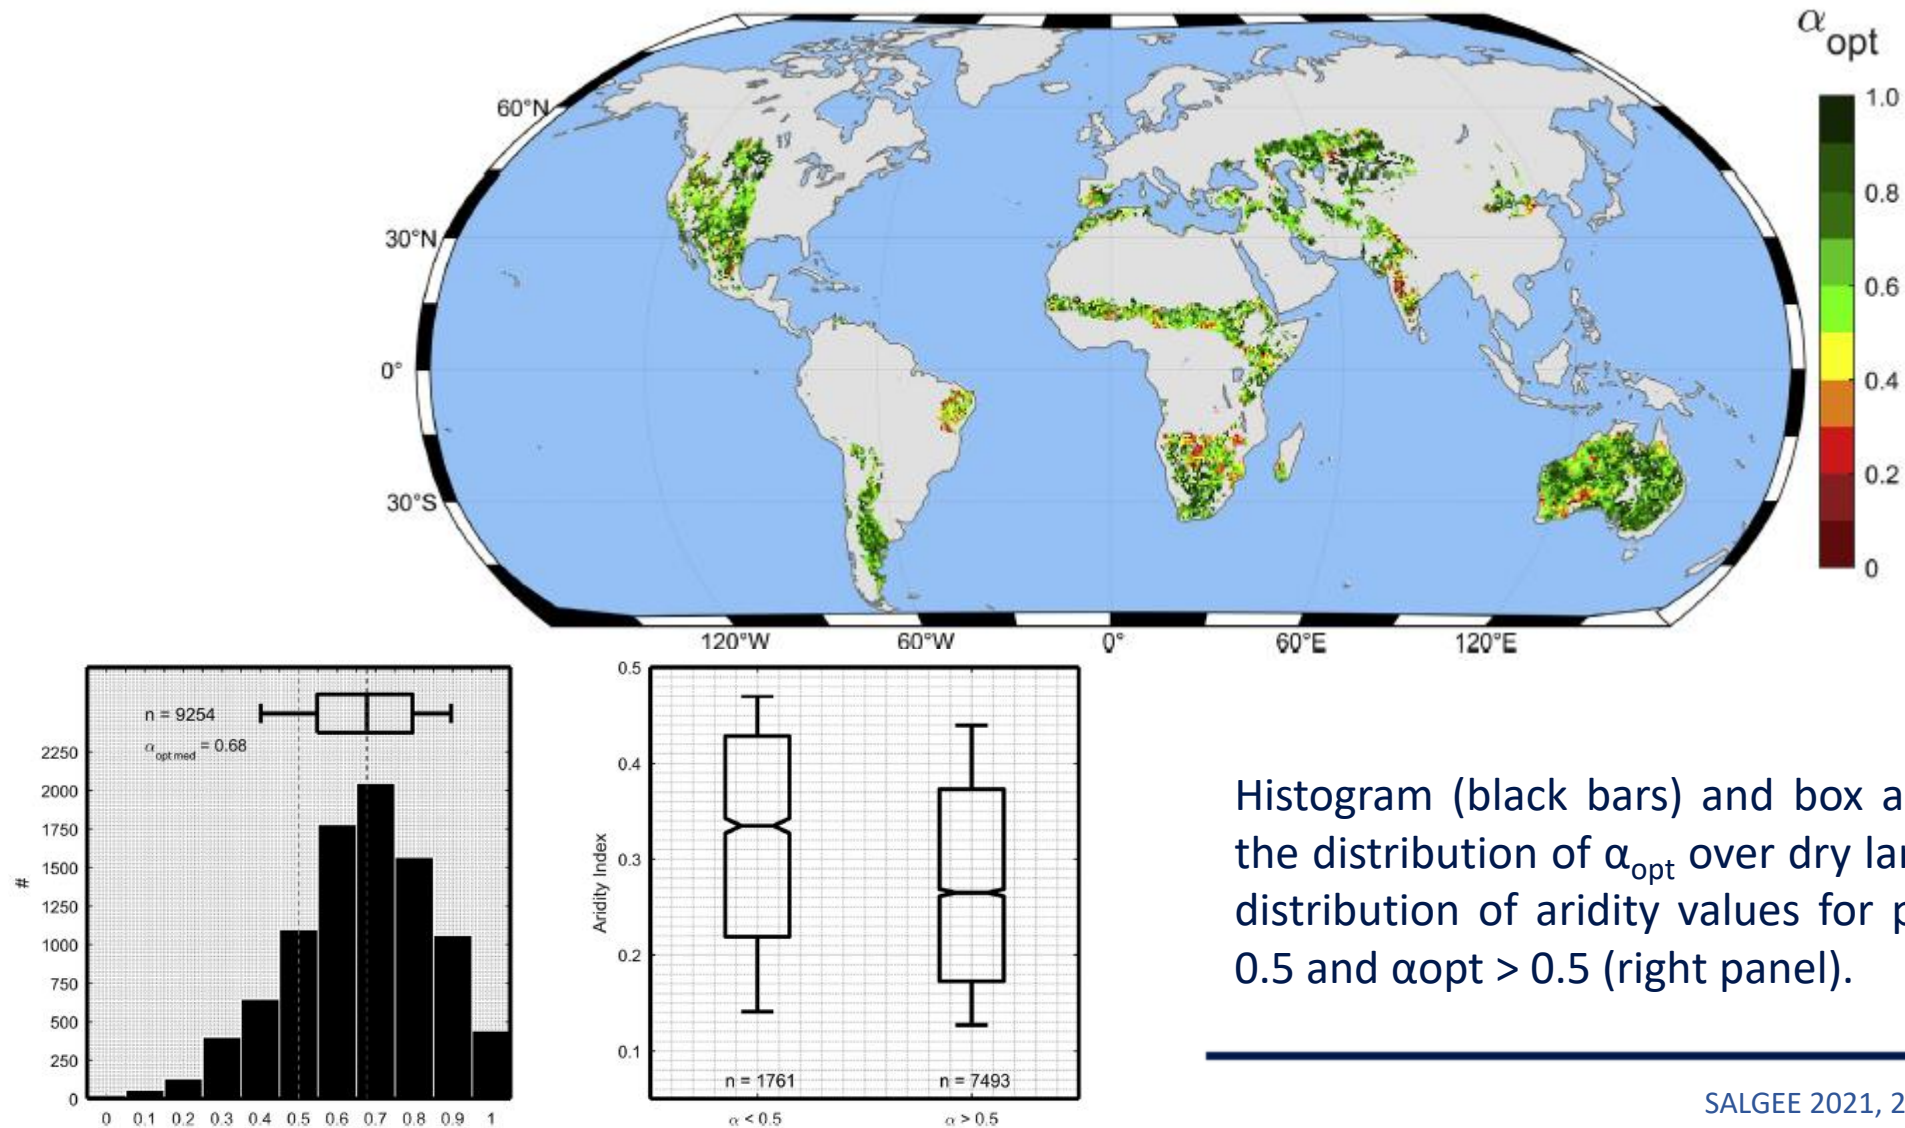 α opt
1.0
0.8
0.6
0.4
0.2
0
60°N
30°N
0°
30°S
120°W 60°W 0° 60°E 120°E
n = 9254
α opt med = 0.68
2250
2000
1750
1500
1250
1000
750
500
250
0
#
0 0.1 0.2 0.3 0.4 0.5 0.6 0.7 0.8 0.9 1
0.5
0.4
0.3
0.2
0.1
Aridity Index
n = 1761 n = 7493
α < 0.5 α > 0.5
Histogram (black bars) and box a
the distribution of αopt over dry lar
distribution of aridity values for p
0.5 and αopt > 0.5 (right panel).
SALGEE 2021, 2